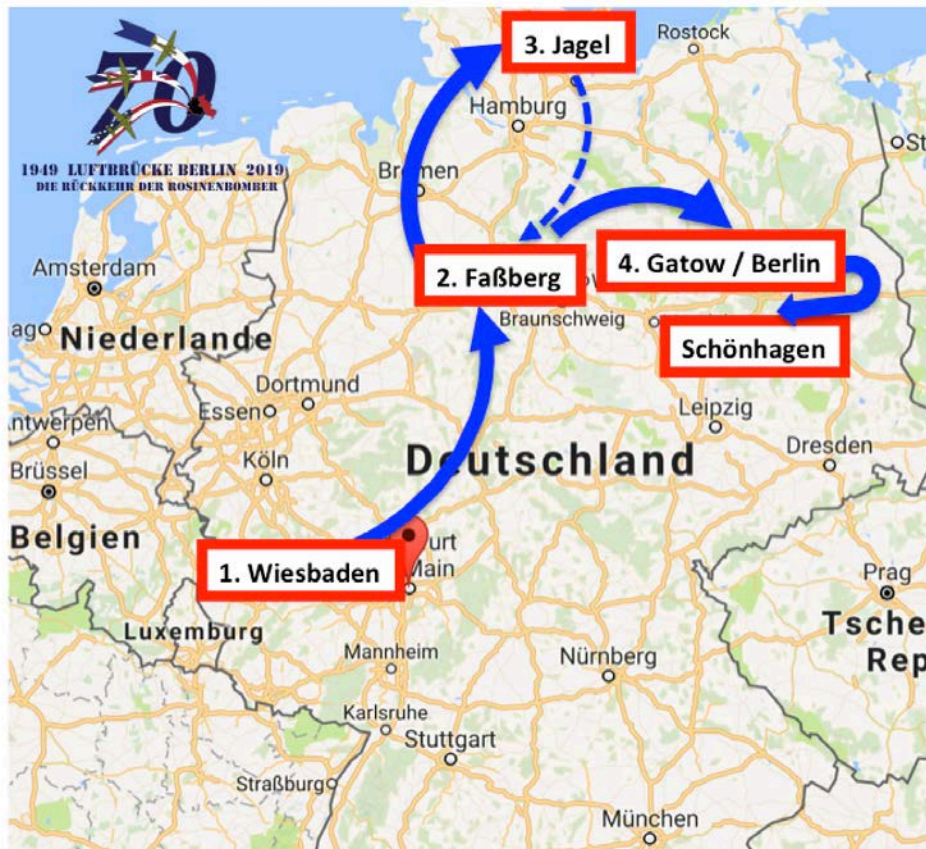 3. Jagel
Rostock
70
Hamburg
1949 LUFTBRÜCKE BERLIN 2019
DIE RÜCKKEHR DER ROSINENBOMBER
Bremen
2. Faßberg
4. Gatow / Berlin
Amsterdam
Braunschweig
Niederlande
Schönhagen
Dortmund
Essen
Leipzig
Antwerpen
Köln
Dresden
Brüssel
Deutschland
Belgien
1. Wiesbaden
Main
Prag
Luxemburg
Mannheim
Nürnberg
Karlsruhe
Stuttgart
Straßburg
München